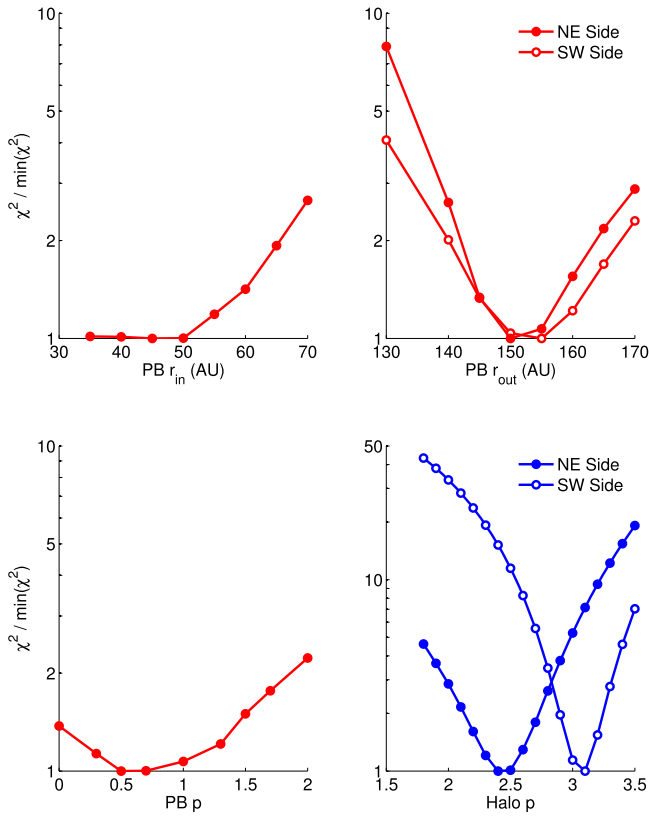 10
5
2
1
χ² / min(χ²)
30 40 50 60 70
PB r_in (AU)
10
5
2
1
NE Side
SW Side
130 140 150 160 170
PB r_out (AU)
10
5
2
1
χ² / min(χ²)
0 0.5 1 1.5 2
PB p
50
10
1
NE Side
SW Side
1.5 2 2.5 3 3.5
Halo p